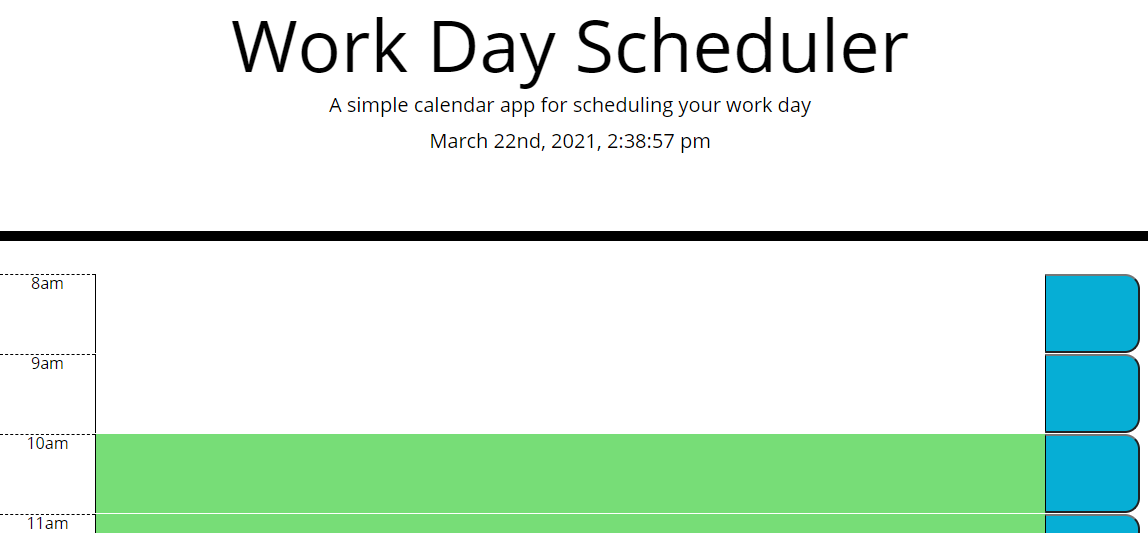 Work Day Scheduler
A simple calendar app for scheduling your work day
March 22nd, 2021, 2:38:57 pm
8am
9am
10am
11am